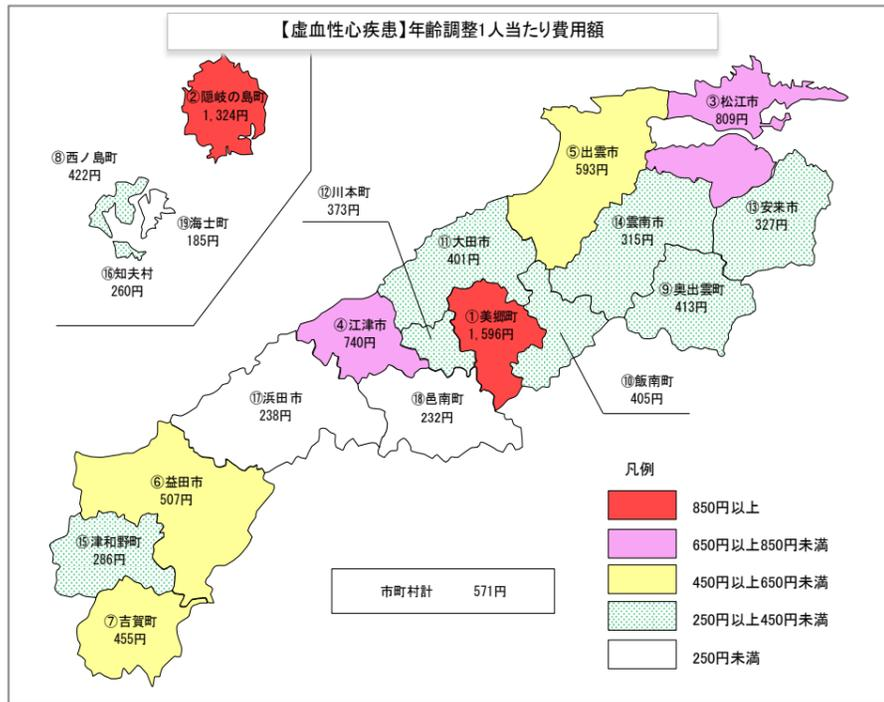 【虚血性心疾患】年齢調整1人当たり費用額
②隠岐の島町
1,324円
③松江市
809円
⑧西ノ島町
422円
⑤出雲市
593円
⑫川本町
373円
⑲海士町
185円
⑬安来市
327円
⑭雲南市
315円
⑪大田市
401円
⑯知夫村
260円
⑨奥出雲町
413円
①美郷町
1,596円
④江津市
740円
⑩飯南町
405円
⑰浜田市
238円
⑱邑南町
232円
⑥益田市
507円
⑮津和野町
286円
⑦吉賀町
455円
市町村計 571円
凡例
850円以上
650円以上850円未満
450円以上650円未満
250円以上450円未満
250円未満